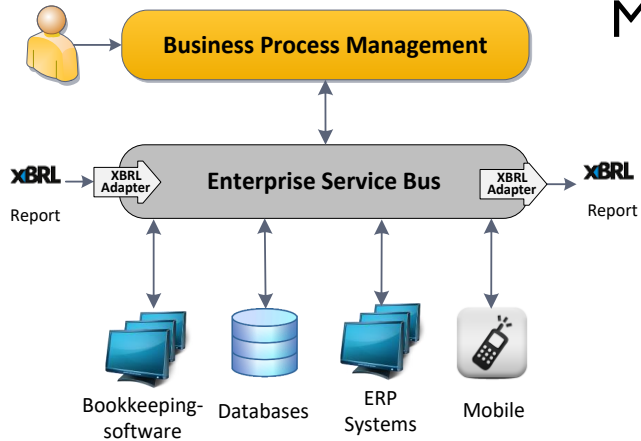 M
Business Process Management
XBRL
XBRL
Adapter
Enterprise Service Bus
XBRL
Adapter
XBRL
Report
Report
Bookkeeping-
software
Databases
ERP
Systems
Mobile